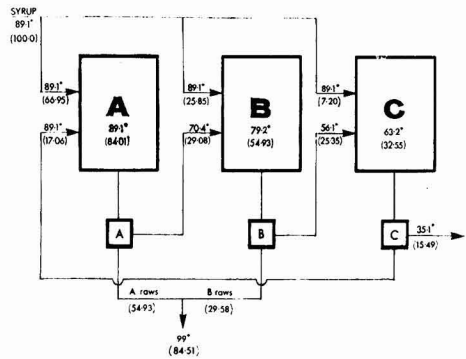 SYRUP
89·1°
(100·0)
89·1°
(66·95)
89·1°
(17·06)
A
89·1°
(84·01)
89·1°
(25·85)
70·4°
(29·08)
B
79·2°
(54·93)
89·1°
(7·20)
56·1°
(25·35)
C
63·2°
(32·55)
A
B
C
35·1°
(15·49)
A raws
(54·93)
B raws
(29·58)
99°
(84·51)